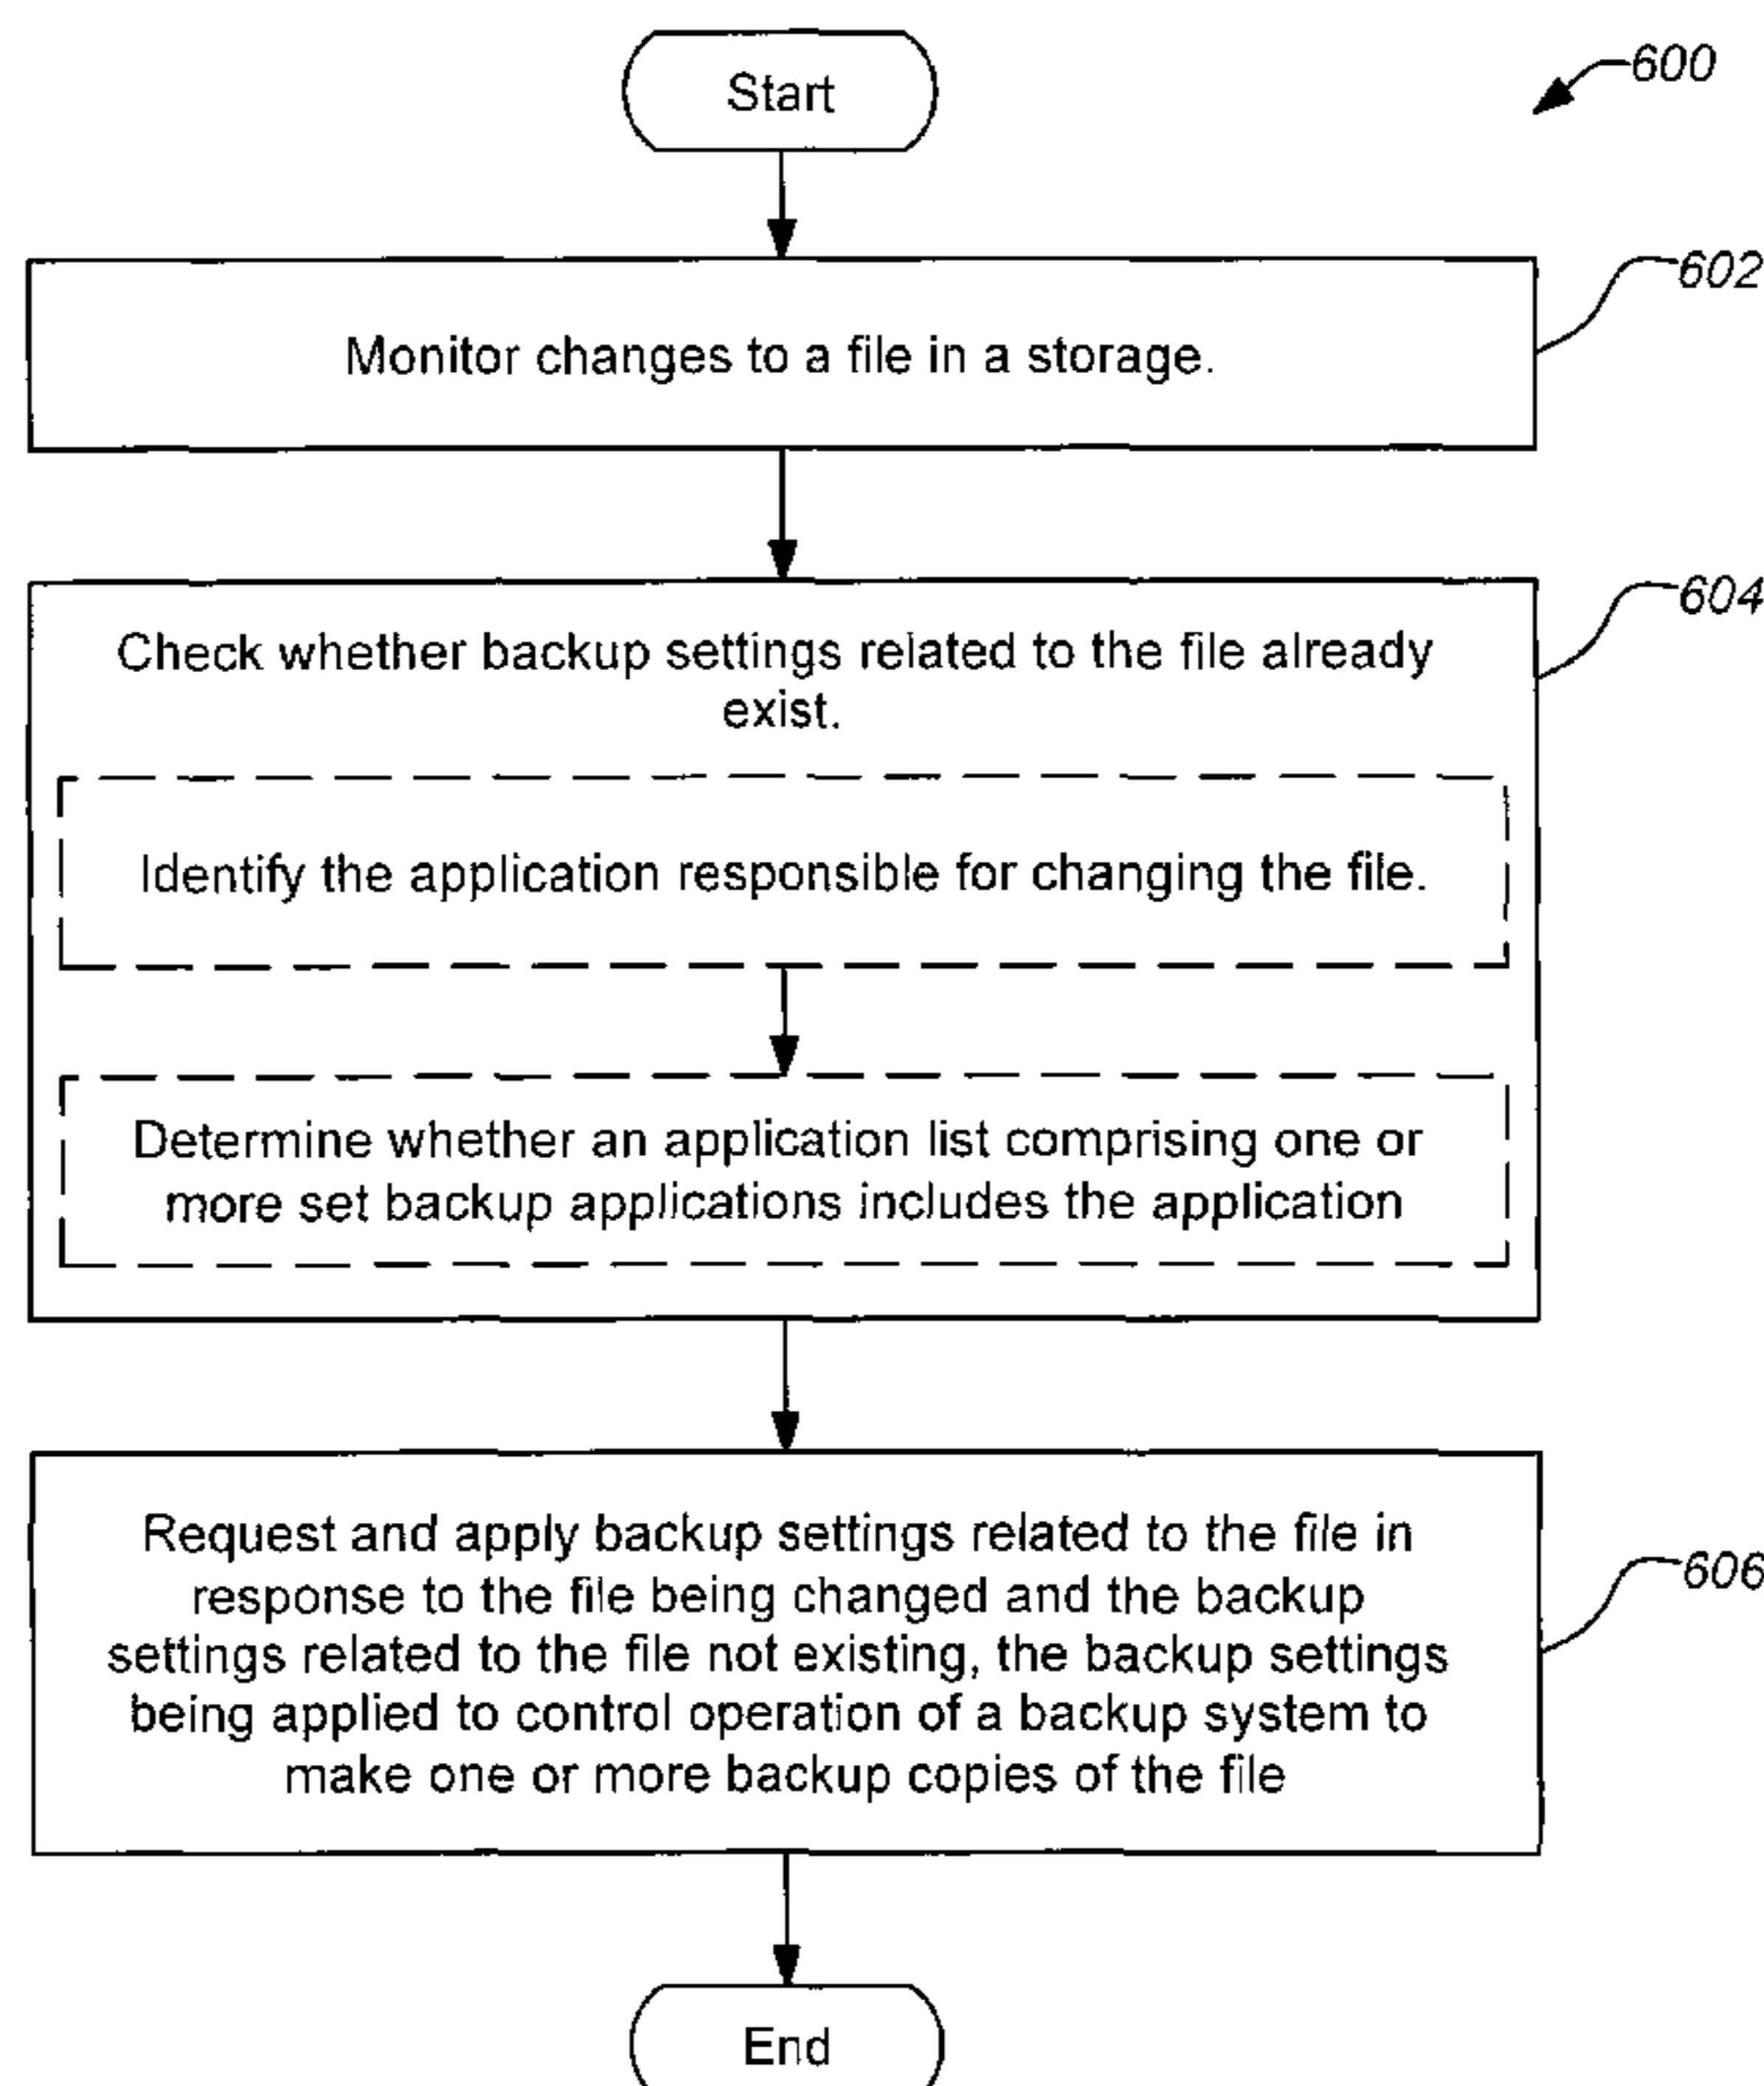 Start
600
602
Monitor changes to a file in a storage.
604
Check whether backup settings related to the file already
exist.
Identify the application responsible for changing the file.
Determine whether an application list comprising one or
more set backup applications includes the application
Request and apply backup settings related to the file in
response to the file being changed and the backup
606
settings related to the file not existing, the backup settings
being applied to control operation of a backup system to
make one or more backup copies of the file
End